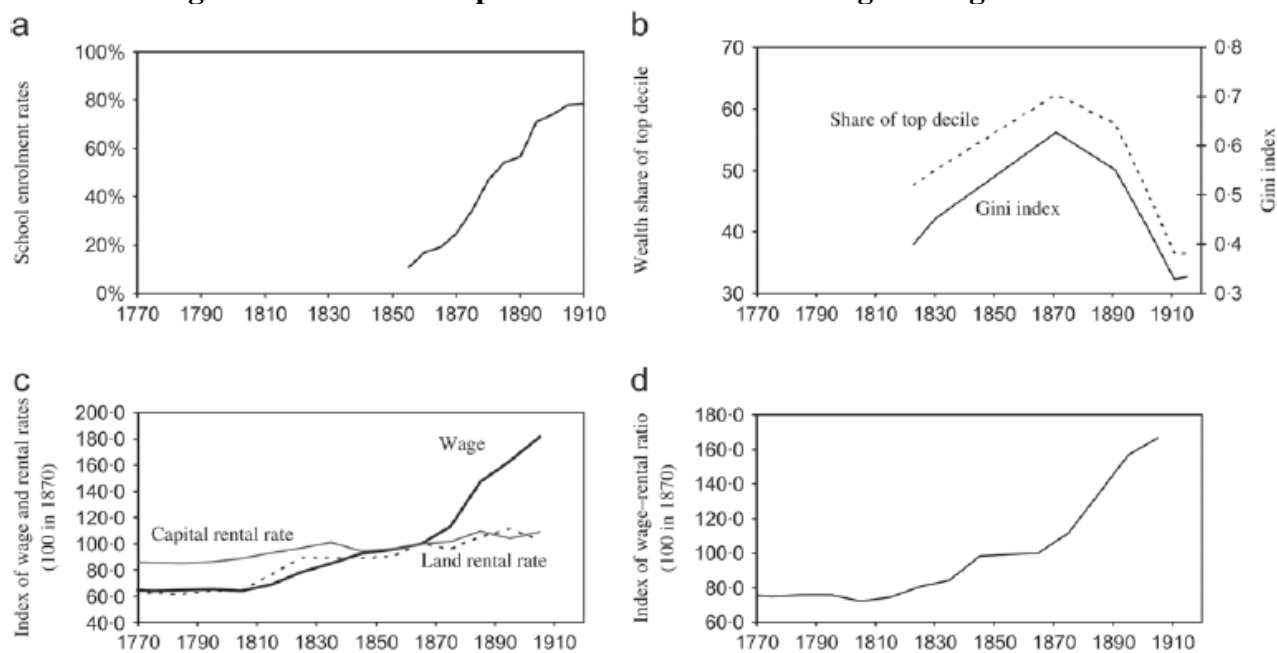 a
100%
80%
60%
40%
20%
0%
School enrolment rates
1770 1790 1810 1830 1850 1870 1890 1910
b
70
60
50
40
30
Wealth share of top decile
0·8
0·7
0·6
0·5
0·4
0·3
Gini index
Share of top decile
Gini index
1770 1790 1810 1830 1850 1870 1890 1910
c
200·0
180·0
160·0
140·0
120·0
100·0
80·0
60·0
40·0
Index of wage and rental rates
(100 in 1870)
Wage
Capital rental rate
Land rental rate
1770 1790 1810 1830 1850 1870 1890 1910
d
180·0
160·0
140·0
120·0
100·0
80·0
60·0
Index of wage–rental ratio
(100 in 1870)
1770 1790 1810 1830 1850 1870 1890 1910